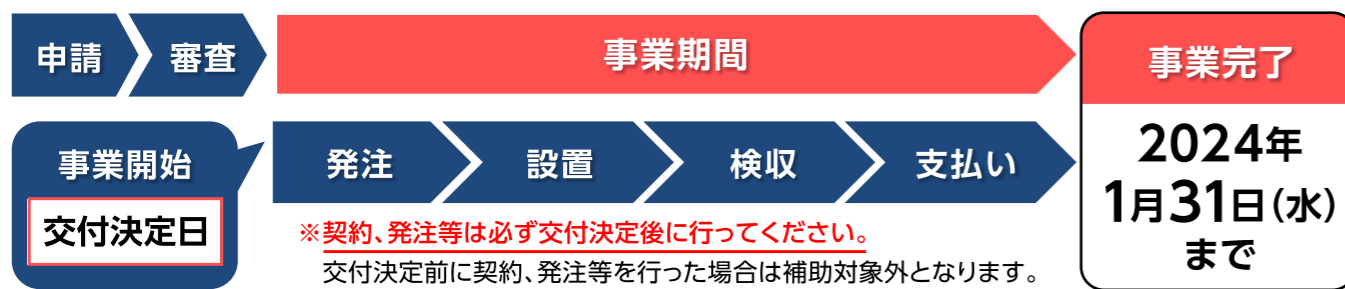 申請
審査
事業期間
事業完了
事業開始
交付決定日
発注
設置
検収
支払い
2024年
1月31日(水)
まで
※契約、発注等は必ず交付決定後に行ってください。
交付決定前に契約、発注等を行った場合は補助対象外となります。